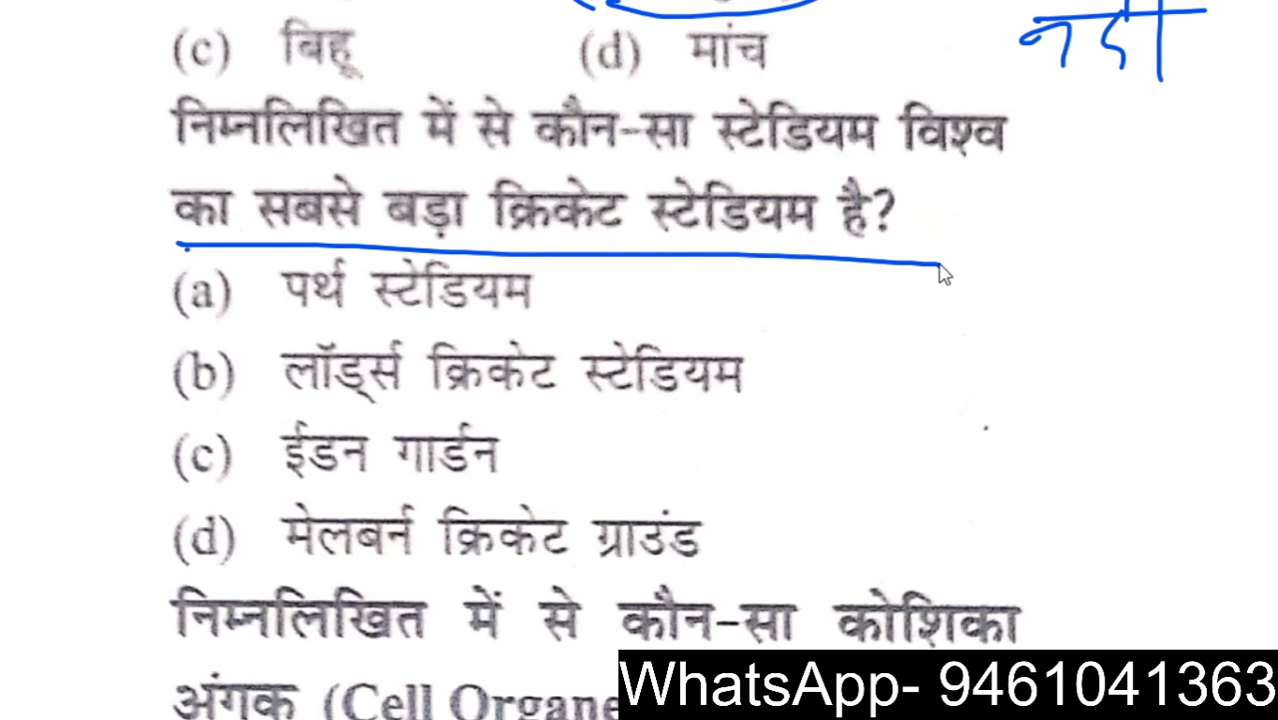 (c) बिहू (d) मांच
नदी
निम्नलिखित में से कौन-सा स्टेडियम विश्व
का सबसे बड़ा क्रिकेट स्टेडियम है?
(a) पर्थ स्टेडियम
(b) लॉर्ड्स क्रिकेट स्टेडियम
(c) ईडन गार्डन
(d) मेलबर्न क्रिकेट ग्राउंड
निम्नलिखित में से कौन-सा कोशिका
अंगक (Cell Organe
WhatsApp- 9461041363